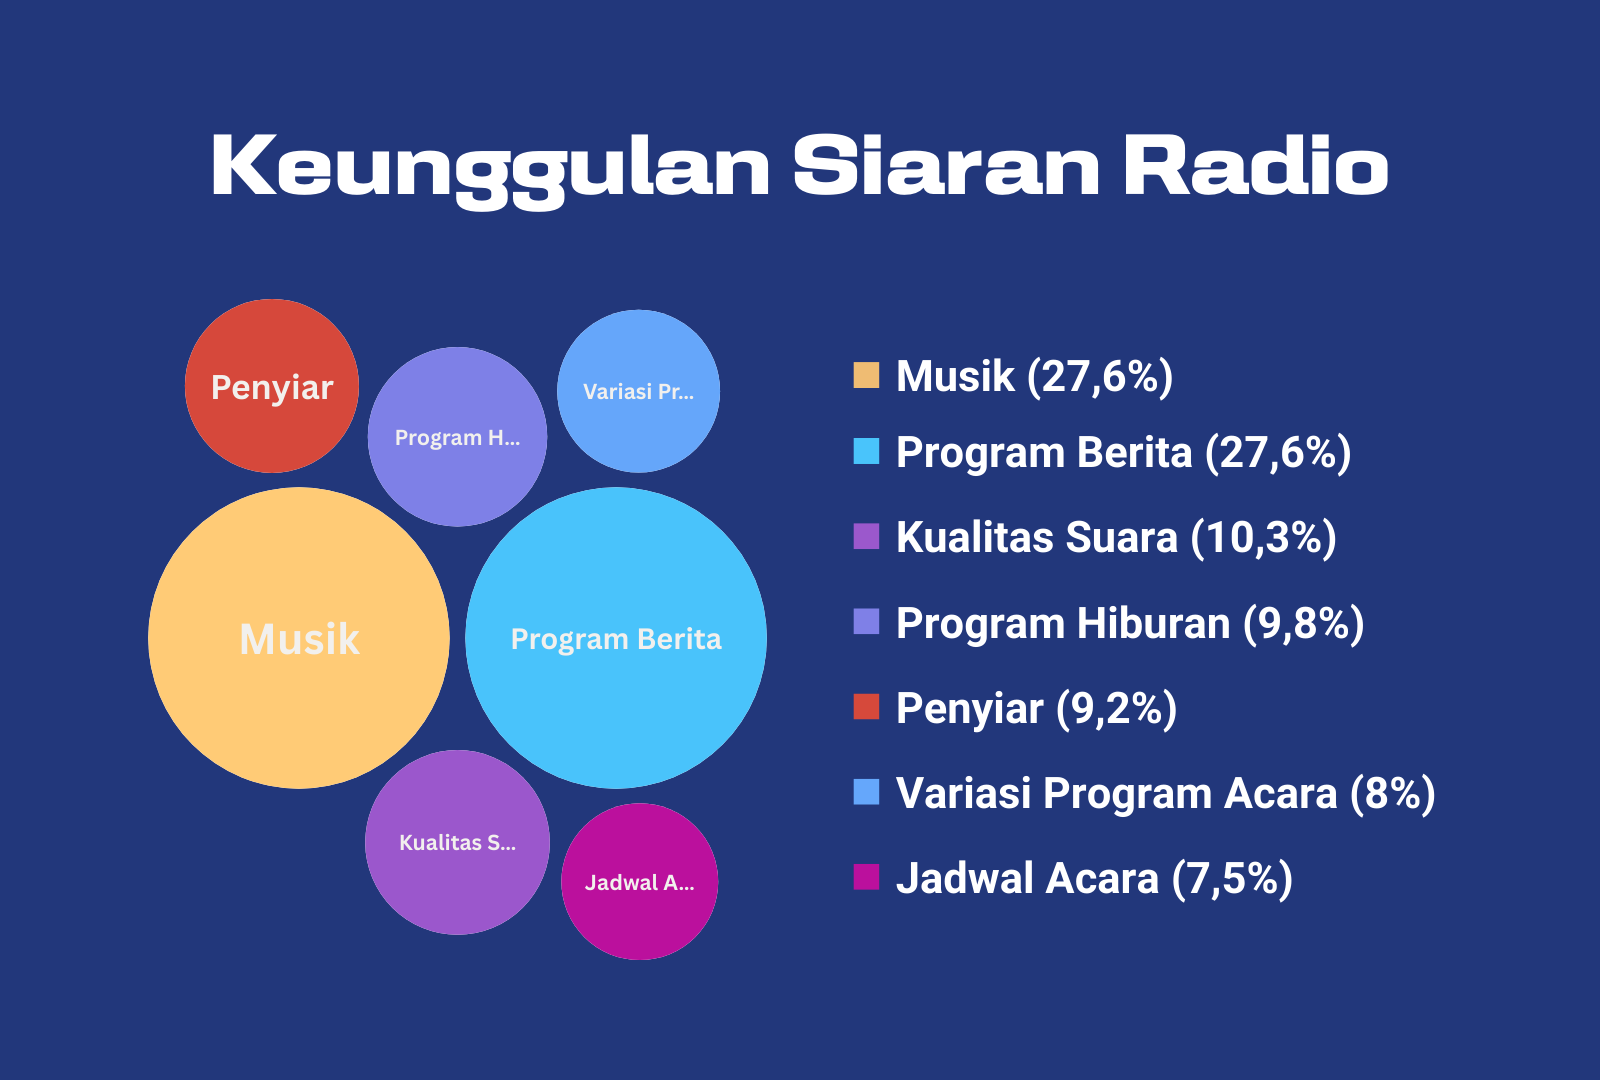 Keunggulan Siaran Radio
Penyiar
Program H...
Variasi Pr...
Musik
Program Berita
Kualitas S...
Jadwal A...
Musik (27,6%)
Program Berita (27,6%)
Kualitas Suara (10,3%)
Program Hiburan (9,8%)
Penyiar (9,2%)
Variasi Program Acara (8%)
Jadwal Acara (7,5%)